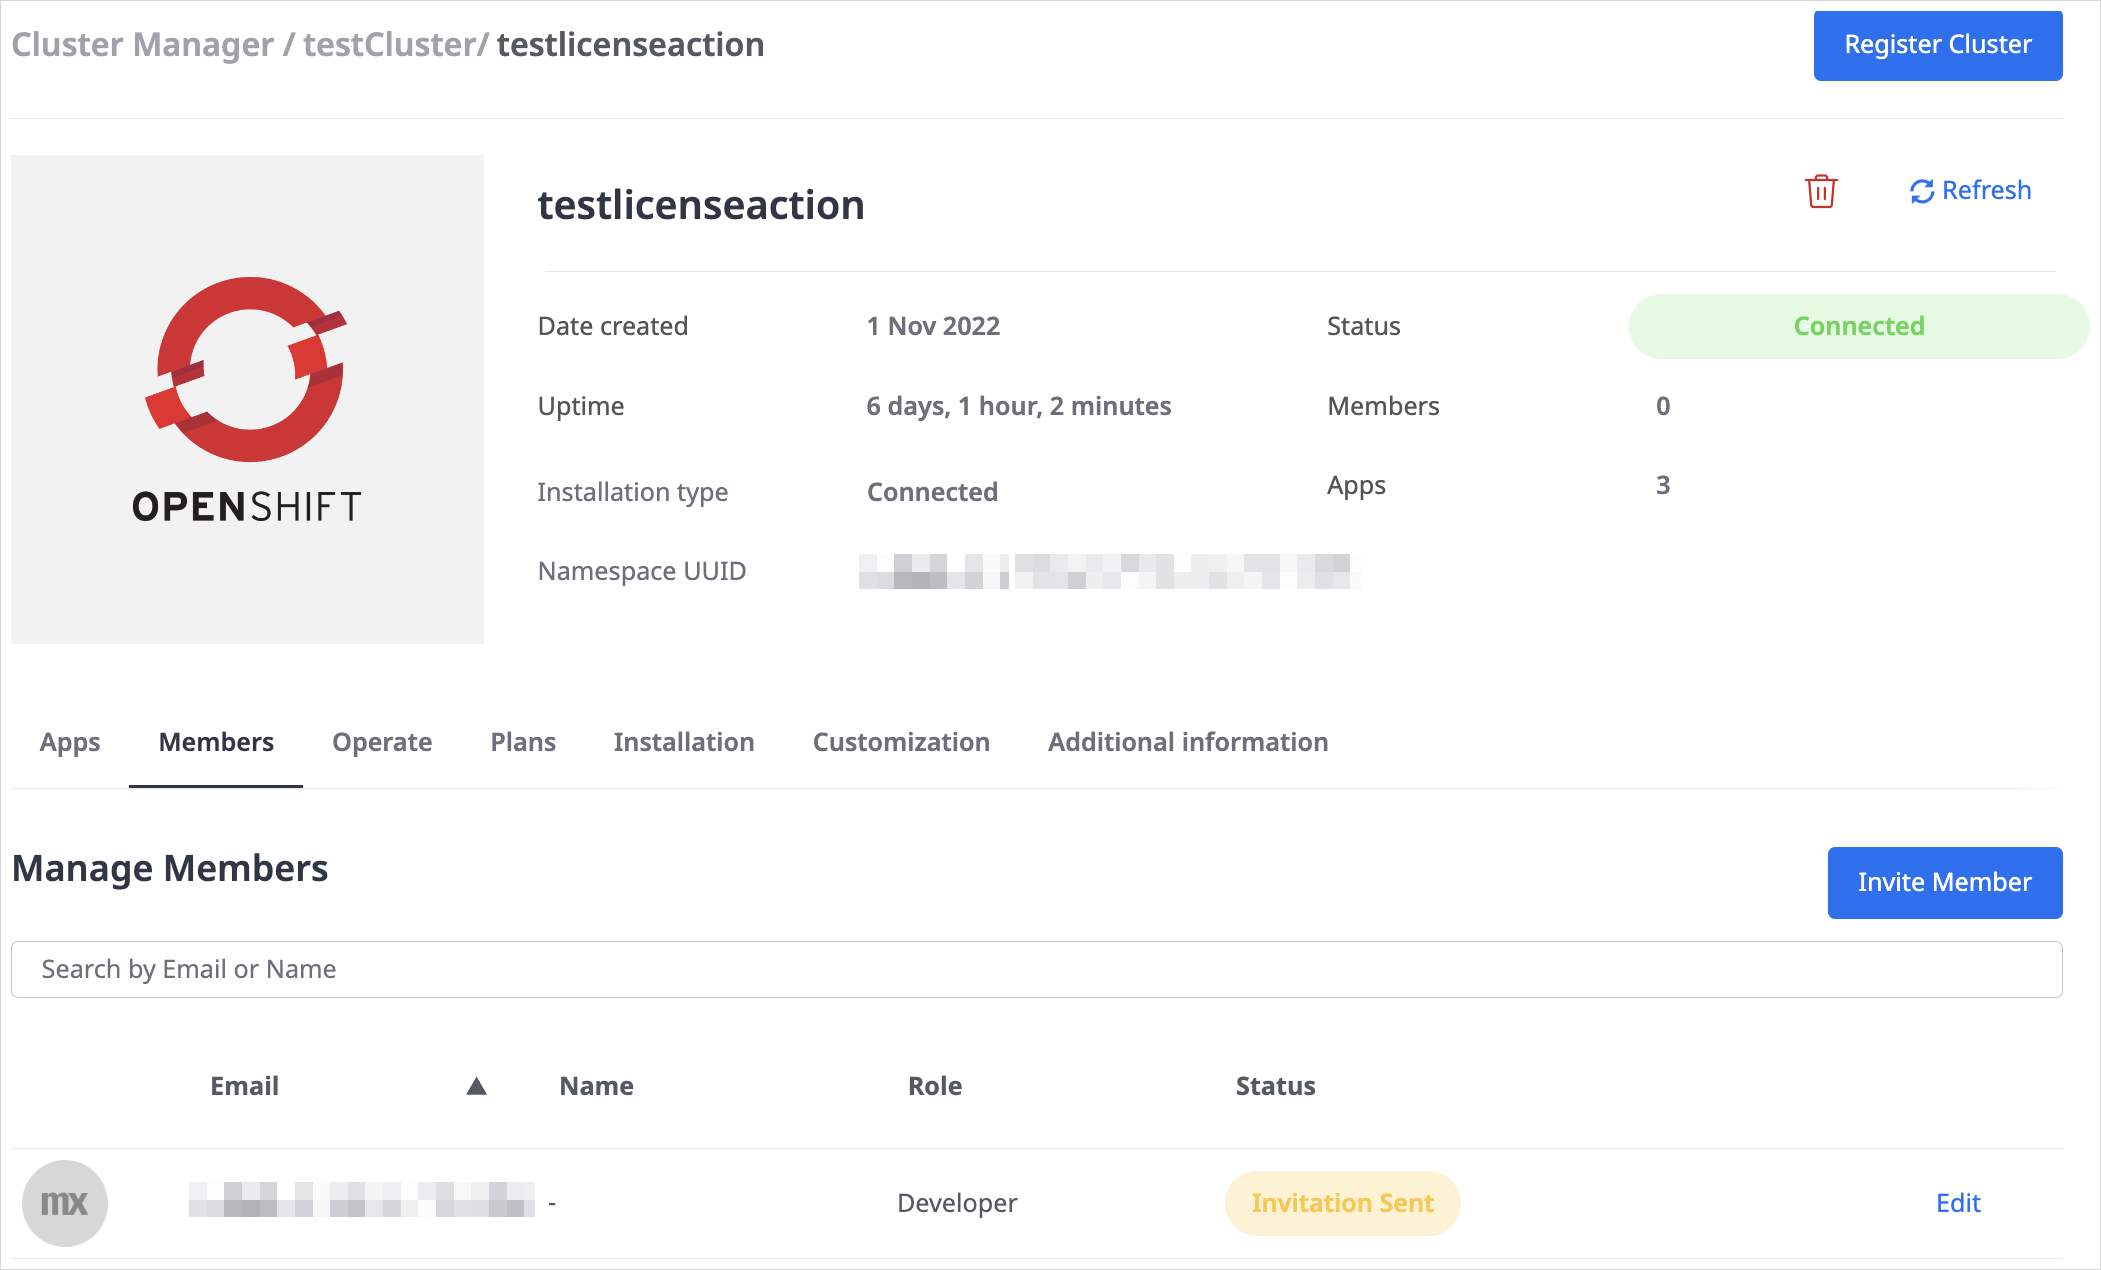 Cluster Manager / testCluster/ testlicenseaction
Register Cluster
OPENSHIFT
testlicenseaction
Refresh
Date created 1 Nov 2022 Status Connected
Uptime 6 days, 1 hour, 2 minutes Members 0
Installation type Connected Apps 3
Namespace UUID
Apps Members Operate Plans Installation Customization Additional information
Manage Members
Invite Member
Search by Email or Name
Email ▲ Name Role Status
mx - Developer Invitation Sent Edit